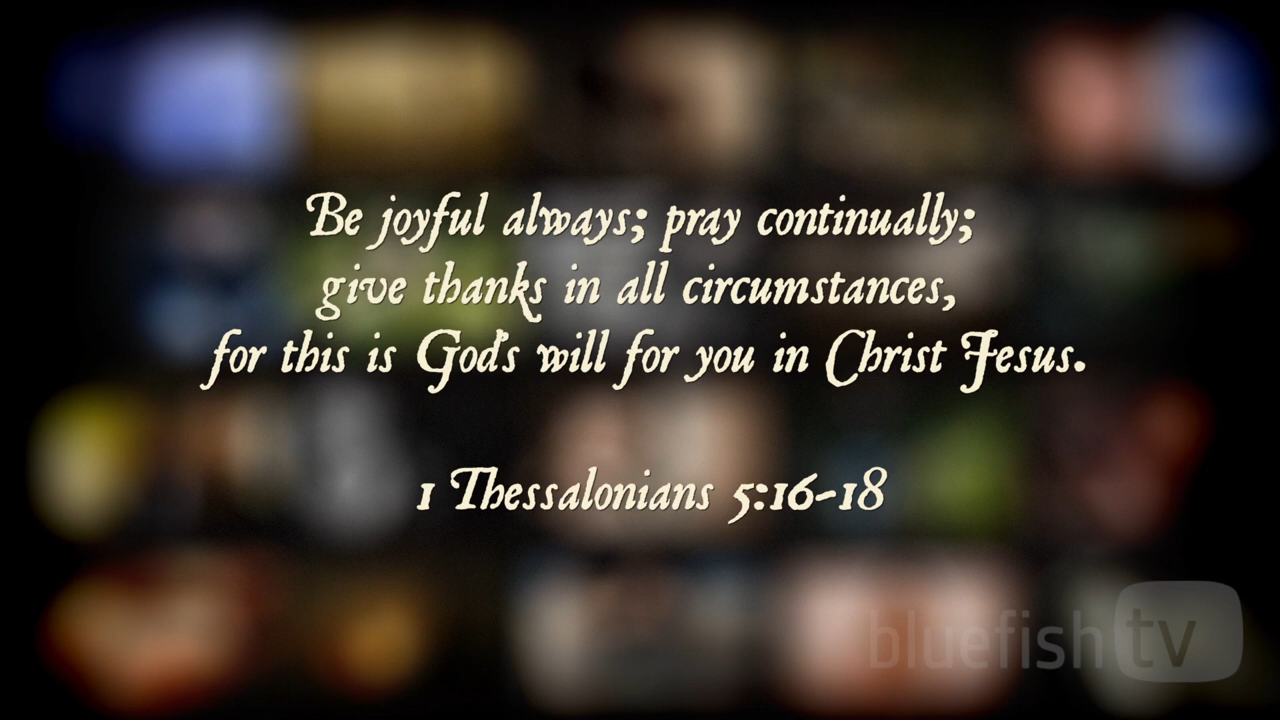 Be joyful always; pray continually;
give thanks in all circumstances,
for this is God's will for you in Christ Jesus.
1 Thessalonians 5:16-18
bluefish tv